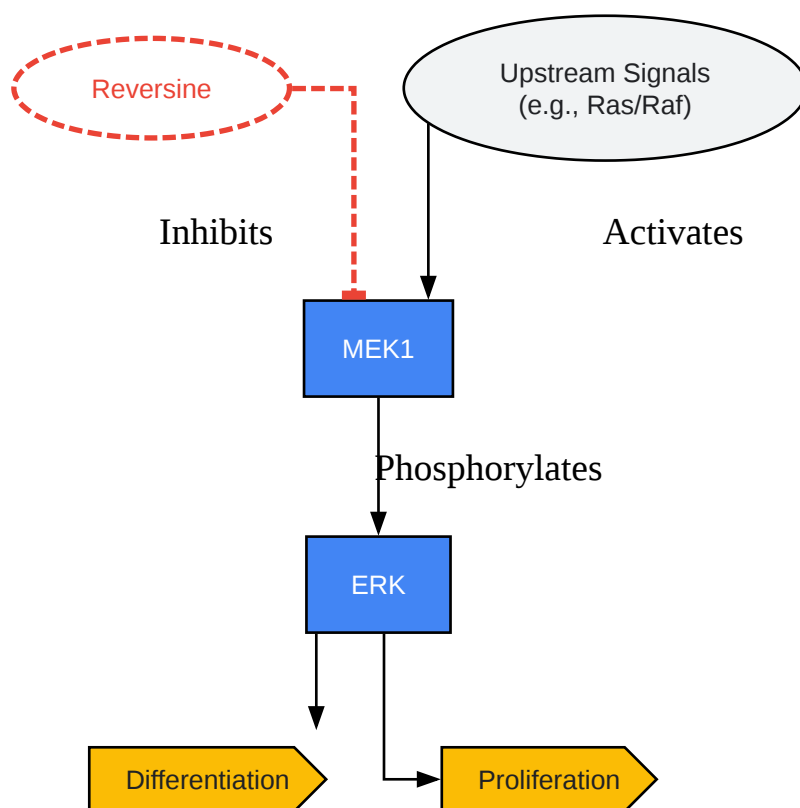 Reversine
Upstream Signals
(e.g., Ras/Raf)
Inhibits
Activates
MEK1
Phosphorylates
ERK
Differentiation
Proliferation